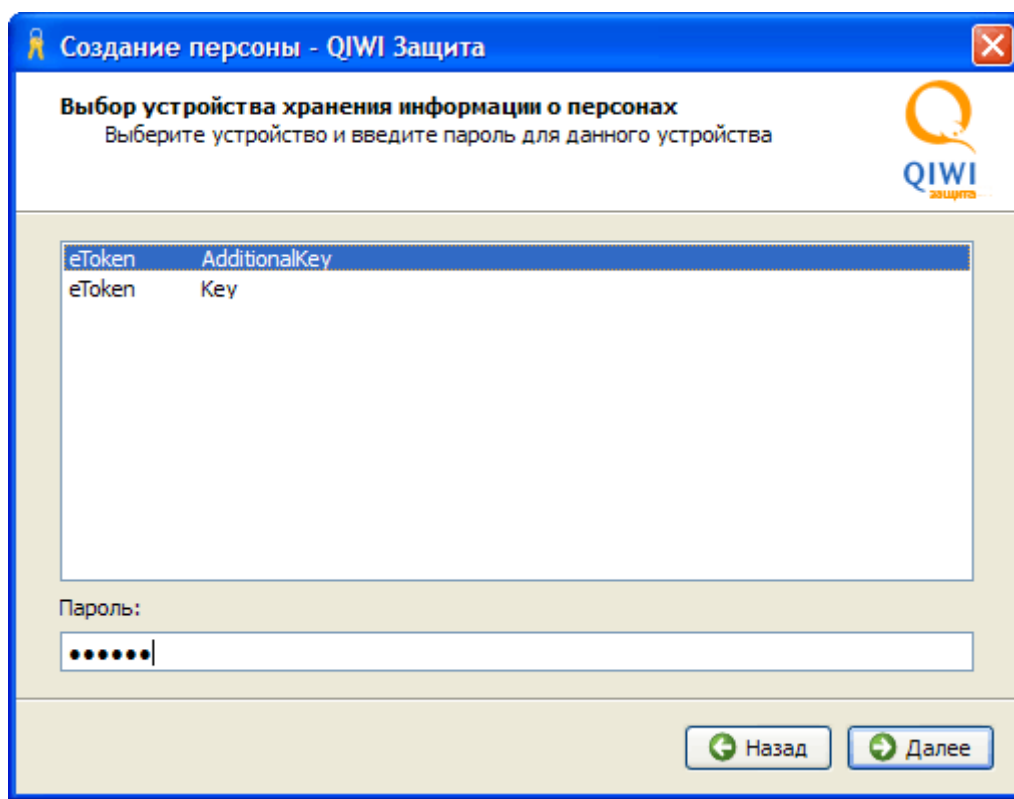 Создание персоны - QIWI Защита
Выбор устройства хранения информации о персонах
Выберите устройство и введите пароль для данного устройства
QIWI
защита
eToken AdditionalKey
eToken Key
Пароль:
••••••
Назад Далее